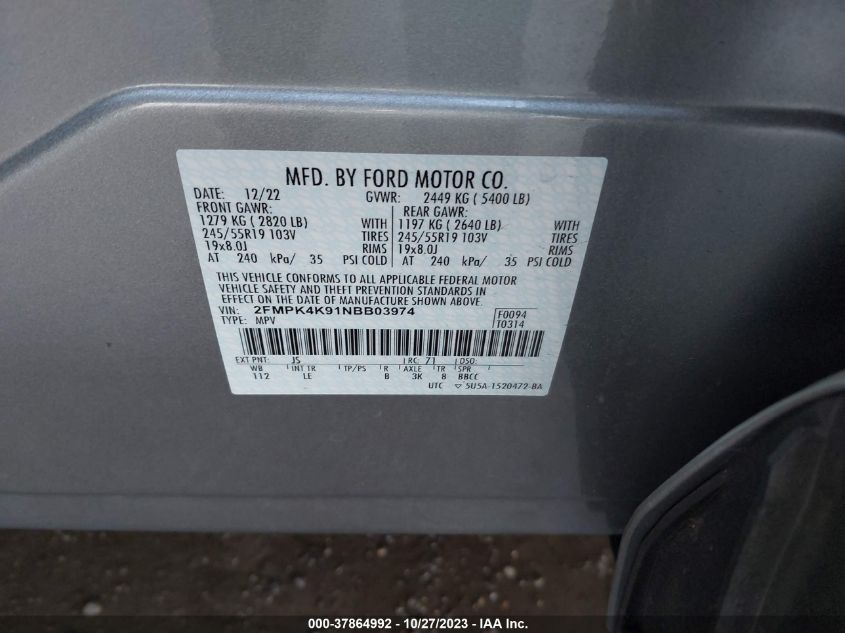 MFD. BY FORD MOTOR CO.
DATE: 12/22 GVWR: 2449 KG ( 5400 LB)
FRONT GAWR: REAR GAWR:
1279 KG ( 2820 LB) WITH 1197 KG ( 2640 LB) WITH
245/55R19 103V TIRES 245/55R19 103V TIRES
19x8.0J RIMS 19x8.0J RIMS
AT 240 kPa/ 35 PSI COLD AT 240 kPa/ 35 PSI COLD
THIS VEHICLE CONFORMS TO ALL APPLICABLE FEDERAL MOTOR
VEHICLE SAFETY AND THEFT PREVENTION STANDARDS IN
EFFECT ON THE DATE OF MANUFACTURE SHOWN ABOVE.
VIN: 2FMPK4K91NBB03974 F0094
TYPE: MPV T0314
EXT PNT: JS RC: 71 DSO:
WB INT TR TP/PS R AXLE TR SPR
112 LE B 3K 8 BBCC
UTC ▽ 5U5A-1520472-BA
000-37864992 - 10/27/2023 - IAA Inc.